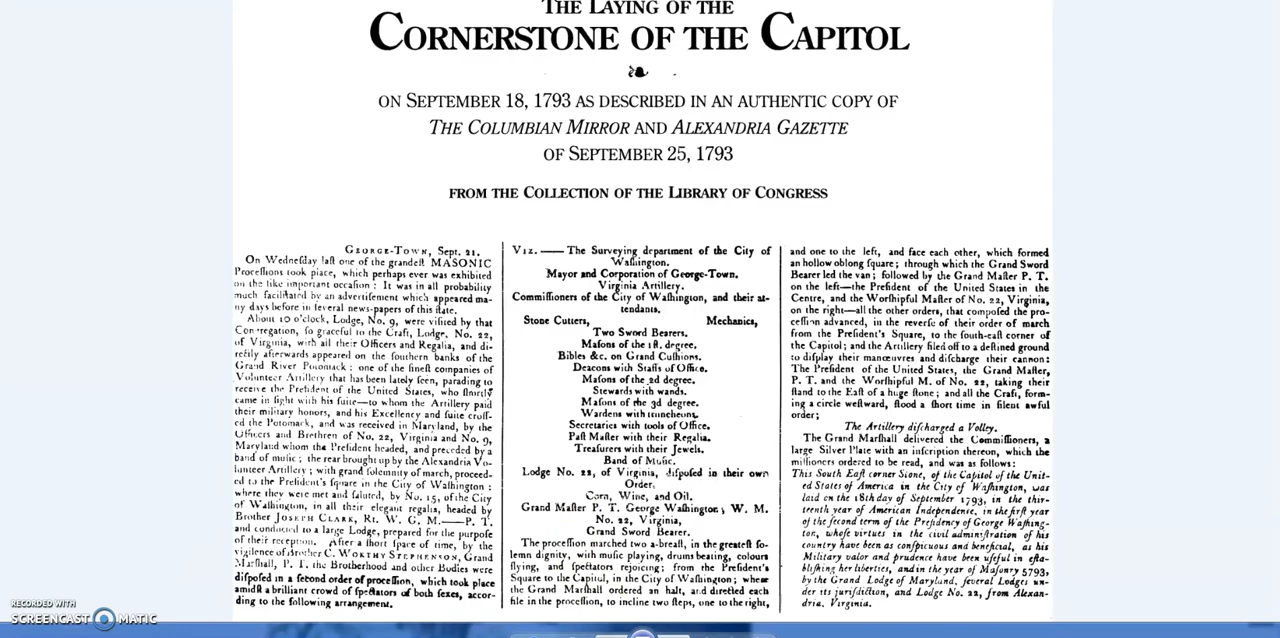 THE LAYING OF THE
CORNERSTONE OF THE CAPITOL
ON SEPTEMBER 18, 1793 AS DESCRIBED IN AN AUTHENTIC COPY OF
THE COLUMBIAN MIRROR AND ALEXANDRIA GAZETTE
OF SEPTEMBER 25, 1793
FROM THE COLLECTION OF THE LIBRARY OF CONGRESS
GEORGE-TOWN, Sept. 21.
On Wedneſday laſt one of the grandeſt MASONIC
Proceſſions took place, which perhaps ever was exhibited
on the like important occaſion : It was in all probability
much facilitated by an advertiſement which appeared ma-
ny days before in ſeveral news-papers of this ſtate.
About 10 o'clock, Lodge, No. 9, were viſited by that
Congregation, ſo graceful to the Craft, Lodge, No. 22,
of Virginia, with all their Officers and Regalia, and di-
rectly afterwards appeared on the ſouthern banks of the
Grand River Potomack : one of the fineſt companies of
Volunteer Artillery that has been lately ſeen, parading to
receive the Preſident of the United States, who ſhortly
came in ſight with his ſuite—to whom the Artillery paid
their military honors, and his Excellency and ſuite croſſ-
ed the Potomack, and was received in Maryland, by the
Officers and Brethren of No. 22, Virginia and No. 9,
Maryland whom the Preſident headed, and preceded by a
band of muſic ; the rear brought up by the Alexandria Vo-
lunteer Artillery ; with grand ſolemnity of march, proceed-
ed to the Preſident's ſquare in the City of Waſhington :
where they were met and ſaluted, by No. 15, of the City
of Waſhington, in all their elegant regalia, headed by
Brother JOSEPH CLARK, Rt. W. G. M.——P. T.
and conducted to a large Lodge, prepared for the purpoſe
of their reception. After a ſhort ſpace of time, by the
vigilence of Brother C. WORTHY STEPHENSON, Grand
Marſhall, P. T. the Brotherhood and other Bodies were
diſpoſed in a ſecond order of proceſſion, which took place
amidſt a brilliant crowd of ſpectators of both ſexes, accor-
ding to the following arrangement.
VIZ. —— The Surveying department of the City of
Waſhington.
Mayor and Corporation of George-Town.
Virginia Artillery.
Commiſſioners of the City of Waſhington, and their at-
tendants.
Stone Cutters, Mechanics,
Two Sword Bearers.
Maſons of the 1ſt. degree.
Bibles &c. on Grand Cuſhions.
Deacons with Staffs of Office.
Maſons of the 2d degree.
Stewards with wands.
Maſons of the 3d degree.
Wardens with truncheons.
Secretaries with tools of Office.
Paſt Maſter with their Regalia.
Treaſurers with their Jewels.
Band of Muſic.
Lodge No. 22, of Virginia, diſpoſed in their own
Order.
Corn, Wine, and Oil.
Grand Maſter P. T. George Waſhington ; W. M.
No. 22, Virginia,
Grand Sword Bearer.
The proceſſion marched two a-breaſt, in the greateſt ſo-
lemn dignity, with muſic playing, drums beating, colours
flying, and ſpectators rejoicing ; from the Preſident's
Square to the Capitol, in the City of Waſhington ; where
the Grand Marſhall ordered an halt, and directed each
file in the proceſſion, to incline two ſteps, one to the right,
and one to the left, and face each other, which formed
an hollow oblong ſquare ; through which the Grand Sword
Bearer led the van ; followed by the Grand Maſter P. T.
on the left—the Preſident of the United States in the
Centre, and the Worſhipful Maſter of No. 22, Virginia,
on the right—all the other orders, that compoſed the pro-
ceſſion advanced, in the reverſe of their order of march
from the Preſident's Square, to the ſouth-eaſt corner of
the Capitol ; and the Artillery filed off to a deſtined ground
to diſplay their manœuvres and diſcharge their cannon :
The Preſident of the United States, the Grand Maſter,
P. T. and the Worſhipful M. of No. 22, taking their
ſtand to the Eaſt of a huge ſtone ; and all the Craft, form-
ing a circle weſtward, ſtood a ſhort time in ſilent awful
order ;
The Artillery diſcharged a Volley.
The Grand Marſhall delivered the Commiſſioners, a
large Silver Plate with an inſcription thereon, which the
miſſioners ordered to be read, and was as follows :
This South Eaſt corner Stone, of the Capitol of the Unit-
ed States of America in the City of Waſhington, was
laid on the 18th day of September 1793, in the thir-
teenth year of American Independence, in the firſt year
of the ſecond term of the Preſidency of George Waſhing-
ton, whoſe virtues in the civil adminiſtration of his
country have been as conſpicuous and beneficial, as his
Military valor and prudence have been uſeful in eſta-
bliſhing her liberties, and in the year of Maſonry 5793,
by the Grand Lodge of Maryland, ſeveral Lodges un-
der its juriſdiction, and Lodge No. 22, from Alexan-
dria. Virginia.
RECORDED WITH
SCREENCAST MATIC